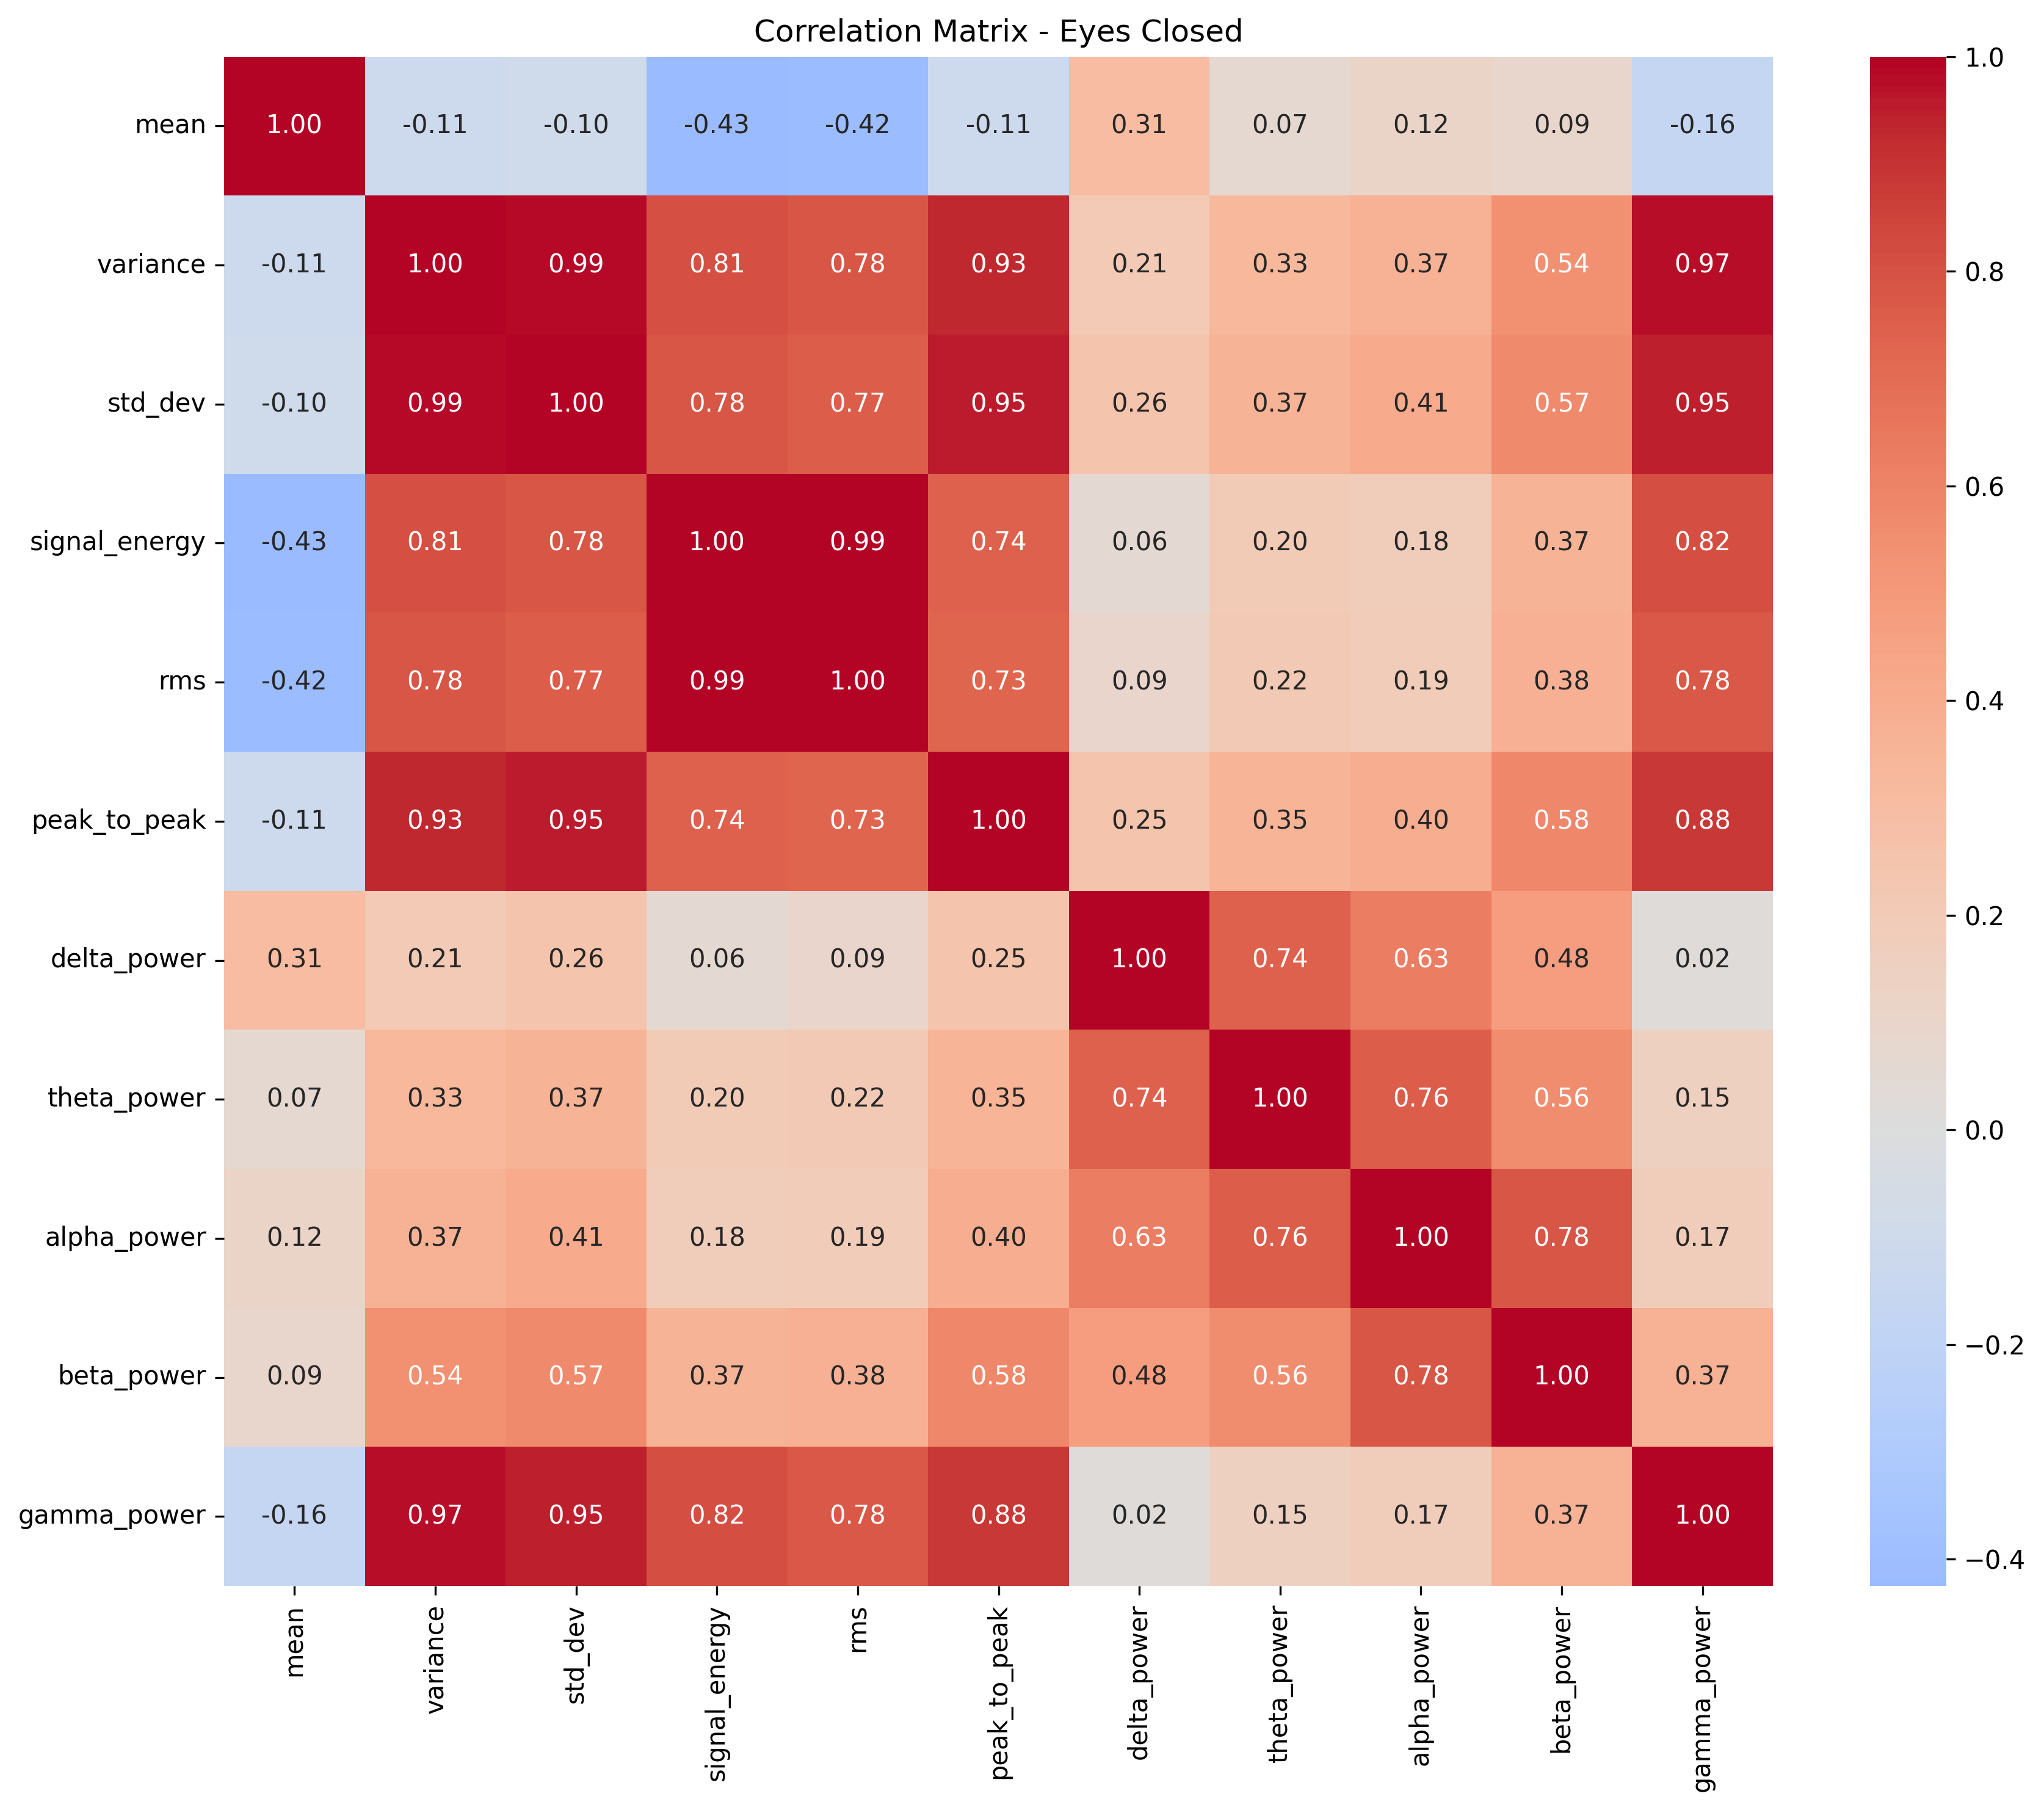 Correlation Matrix - Eyes Closed
mean 1.00 -0.11 -0.10 -0.43 -0.42 -0.11 0.31 0.07 0.12 0.09 -0.16
variance -0.11 1.00 0.99 0.81 0.78 0.93 0.21 0.33 0.37 0.54 0.97
std_dev -0.10 0.99 1.00 0.78 0.77 0.95 0.26 0.37 0.41 0.57 0.95
signal_energy -0.43 0.81 0.78 1.00 0.99 0.74 0.06 0.20 0.18 0.37 0.82
rms -0.42 0.78 0.77 0.99 1.00 0.73 0.09 0.22 0.19 0.38 0.78
peak_to_peak -0.11 0.93 0.95 0.74 0.73 1.00 0.25 0.35 0.40 0.58 0.88
delta_power 0.31 0.21 0.26 0.06 0.09 0.25 1.00 0.74 0.63 0.48 0.02
theta_power 0.07 0.33 0.37 0.20 0.22 0.35 0.74 1.00 0.76 0.56 0.15
alpha_power 0.12 0.37 0.41 0.18 0.19 0.40 0.63 0.76 1.00 0.78 0.17
beta_power 0.09 0.54 0.57 0.37 0.38 0.58 0.48 0.56 0.78 1.00 0.37
gamma_power -0.16 0.97 0.95 0.82 0.78 0.88 0.02 0.15 0.17 0.37 1.00
mean variance std_dev signal_energy rms peak_to_peak delta_power theta_power alpha_power beta_power gamma_power
1.0
0.8
0.6
0.4
0.2
0.0
−0.2
−0.4